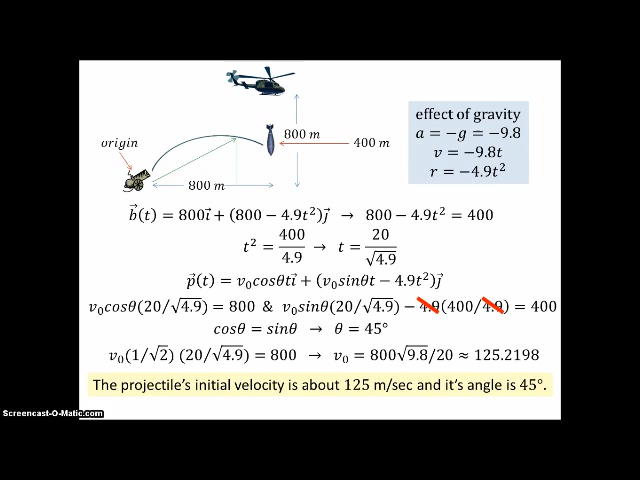 effect of gravity
a = −g = −9.8
v = −9.8t
r = −4.9t²
800 m
400 m
origin
800 m
b⃗(t) = 800i⃗ + (800 − 4.9t²)j⃗ → 800 − 4.9t² = 400
t² = 400/4.9 → t = 20/√4.9
p⃗(t) = v₀cosθti⃗ + (v₀sinθt − 4.9t²)j⃗
v₀cosθ(20/√4.9) = 800 & v₀sinθ(20/√4.9) − 4.9(400/4.9) = 400
cosθ = sinθ → θ = 45°
v₀(1/√2) (20/√4.9) = 800 → v₀ = 800√9.8/20 ≈ 125.2198
The projectile's initial velocity is about 125 m/sec and it's angle is 45°.
Screencast-O-Matic.com